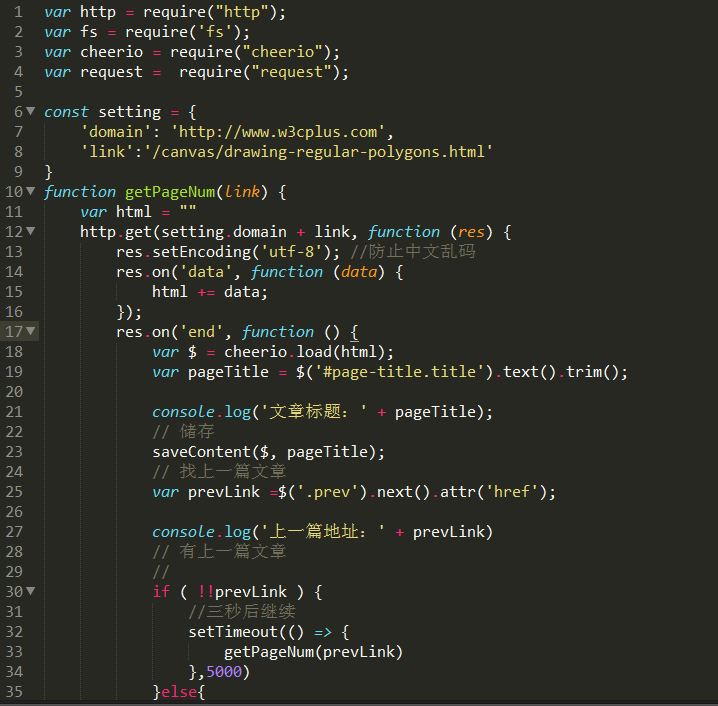 1 var http = require("http");
2 var fs = require('fs');
3 var cheerio = require("cheerio");
4 var request =  require("request");
5
6 const setting = {
7     'domain': 'http://www.w3cplus.com',
8     'link':'/canvas/drawing-regular-polygons.html'
9 }
10 function getPageNum(link) {
11     var html = ""
12     http.get(setting.domain + link, function (res) {
13         res.setEncoding('utf-8'); //防止中文乱码
14         res.on('data', function (data) {
15             html += data;
16         });
17         res.on('end', function () {
18             var $ = cheerio.load(html);
19             var pageTitle = $('#page-title.title').text().trim();
20
21             console.log('文章标题：' + pageTitle);
22             // 储存
23             saveContent($, pageTitle);
24             // 找上一篇文章
25             var prevLink =$('.prev').next().attr('href');
26
27             console.log('上一篇地址：' + prevLink)
28             // 有上一篇文章
29             //
30             if ( !!prevLink ) {
31                 //三秒后继续
32                 setTimeout(() => {
33                     getPageNum(prevLink)
34                 },5000)
35             }else{